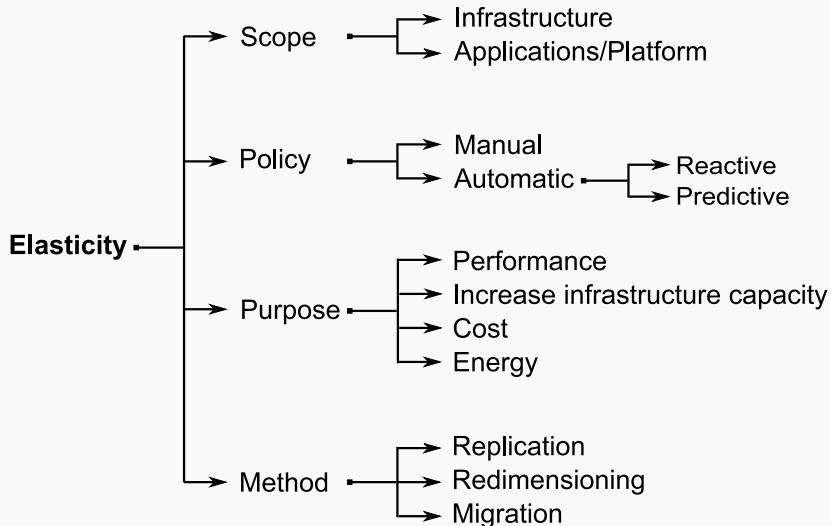 Elasticity
Scope
Infrastructure
Applications/Platform
Policy
Manual
Automatic
Reactive
Predictive
Purpose
Performance
Increase infrastructure capacity
Cost
Energy
Method
Replication
Redimensioning
Migration